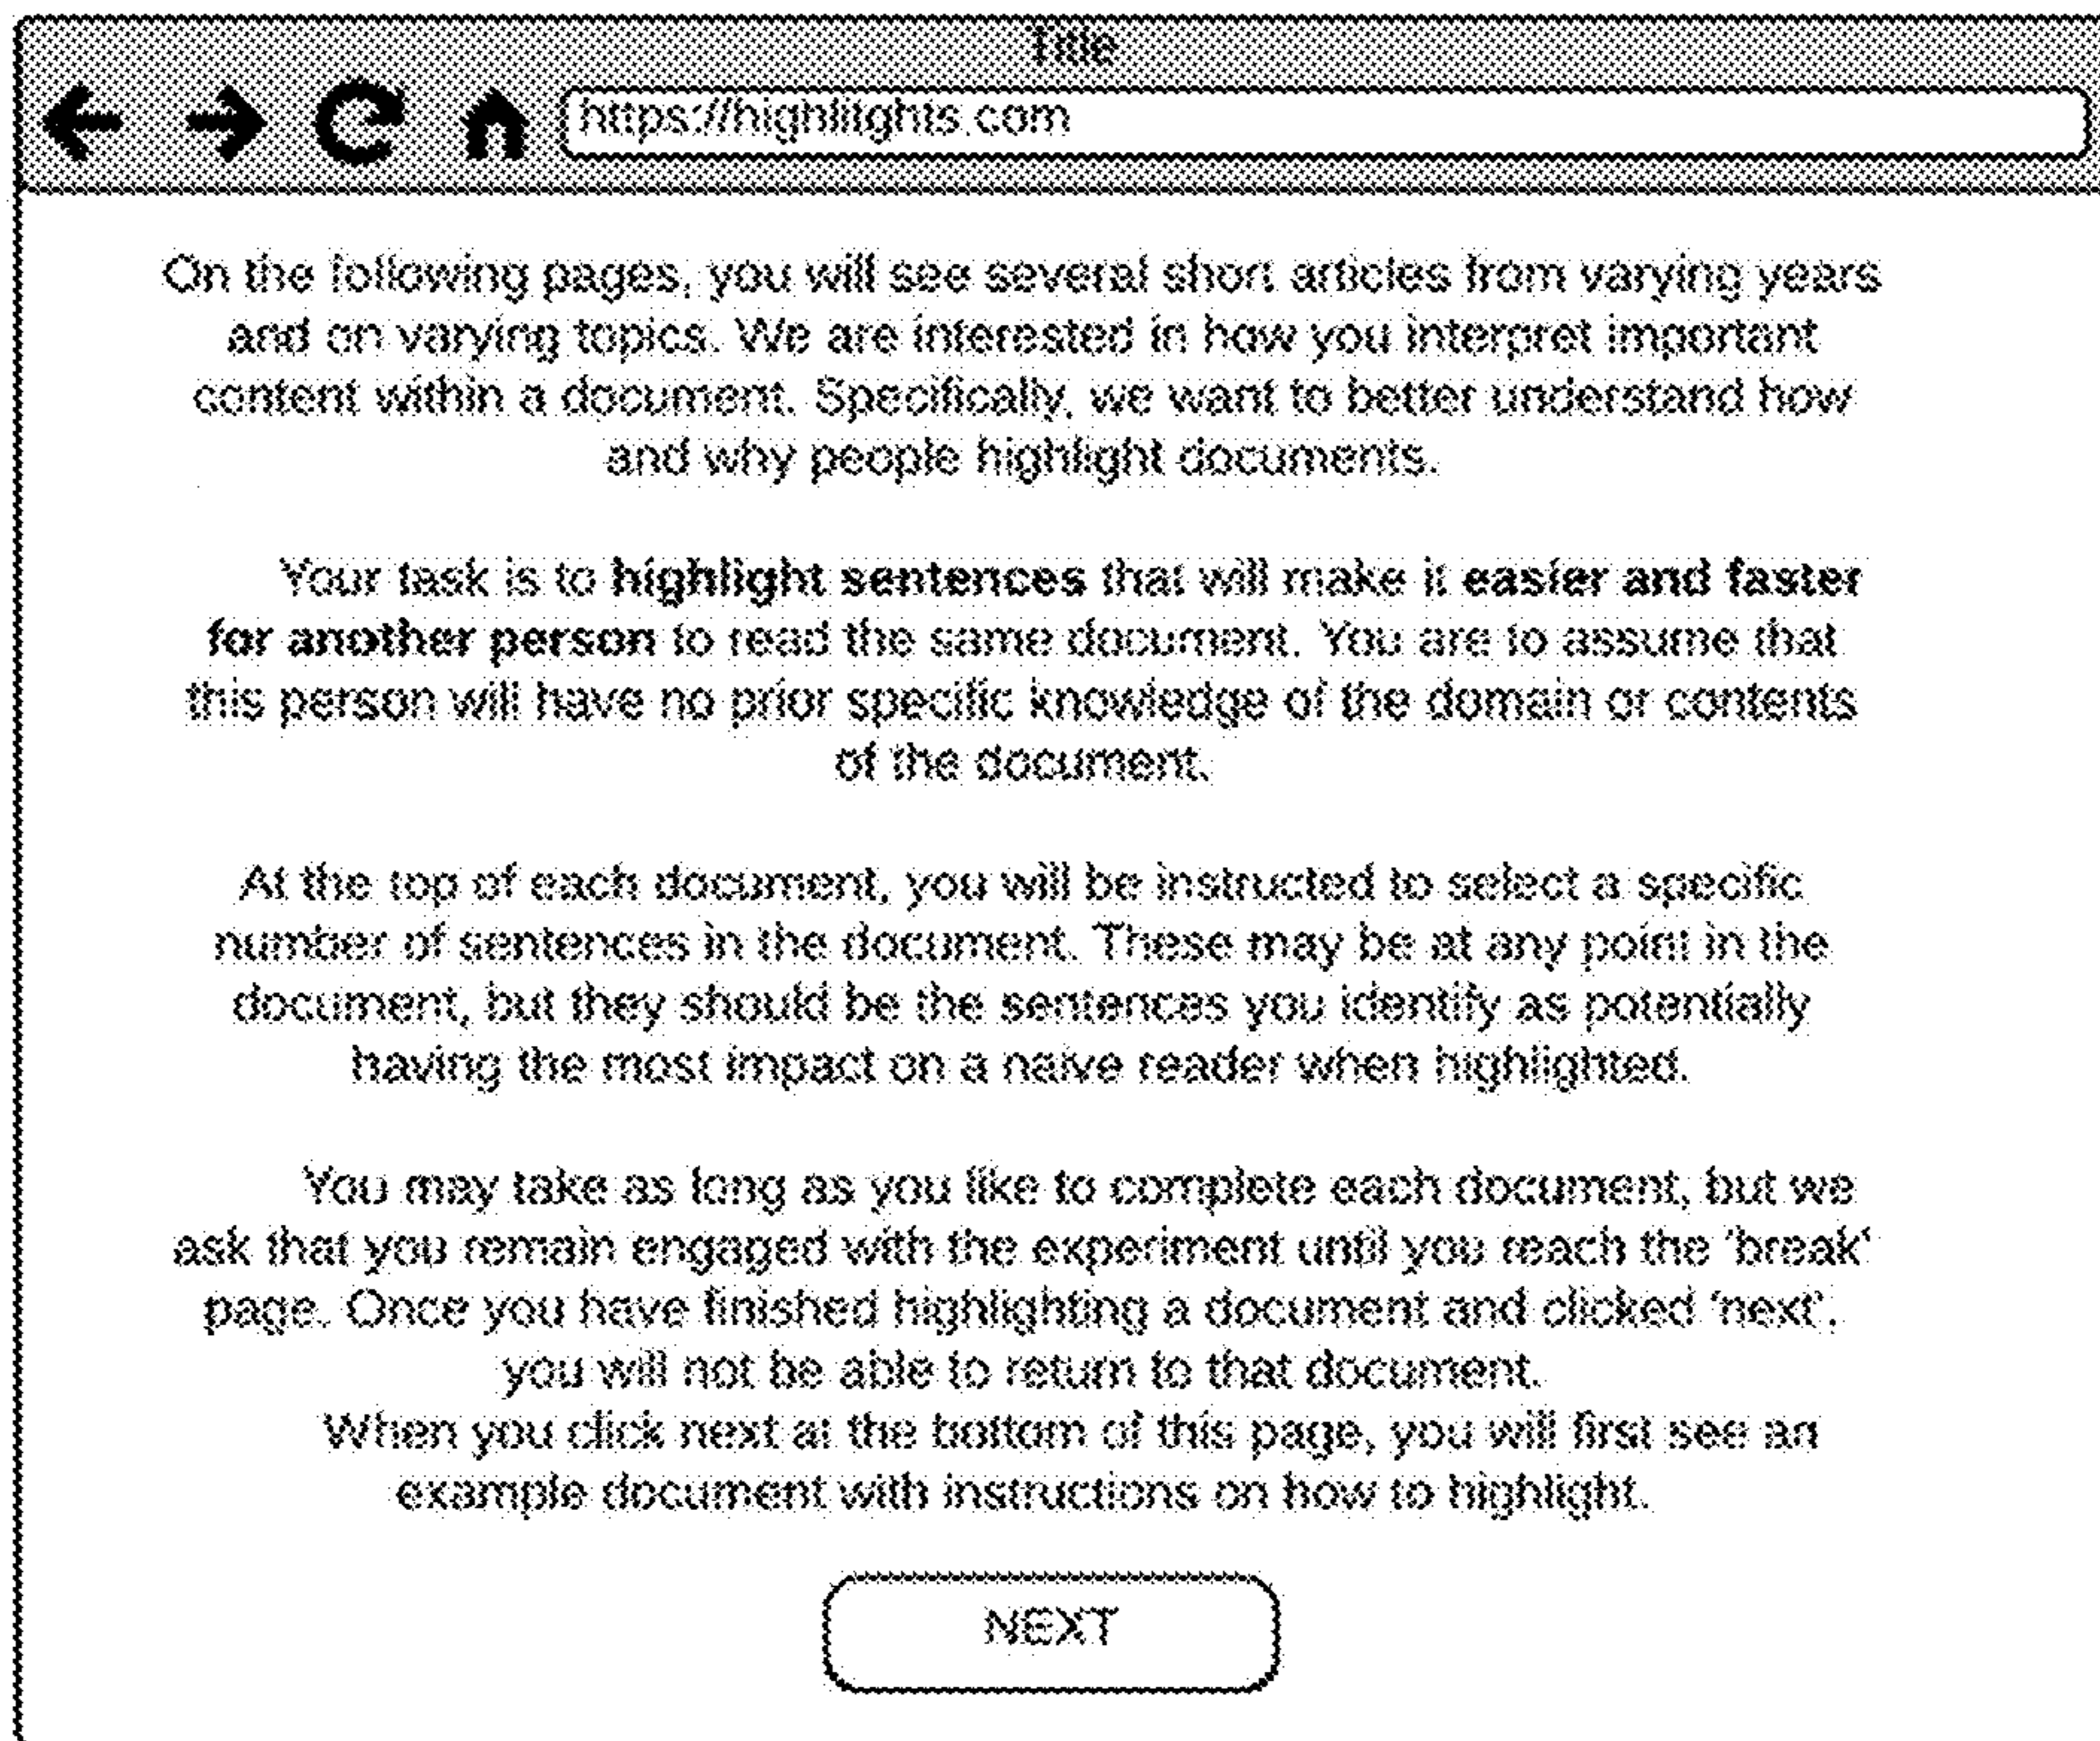 Title
https://highlights.com
On the following pages, you will see several short articles from varying years
and on varying topics. We are interested in how you interpret important
content within a document. Specifically, we want to better understand how
and why people highlight documents.
Your task is to highlight sentences that will make it easier and faster
for another person to read the same document. You are to assume that
this person will have no prior specific knowledge of the domain or contents
of the document.
At the top of each document, you will be instructed to select a specific
number of sentences in the document. These may be at any point in the
document, but they should be the sentences you identify as potentially
having the most impact on a naive reader when highlighted.
You may take as long as you like to complete each document, but we
ask that you remain engaged with the experiment until you reach the 'break'
page. Once you have finished highlighting a document and clicked 'next',
you will not be able to return to that document.
When you click next at the bottom of this page, you will first see an
example document with instructions on how to highlight.
NEXT